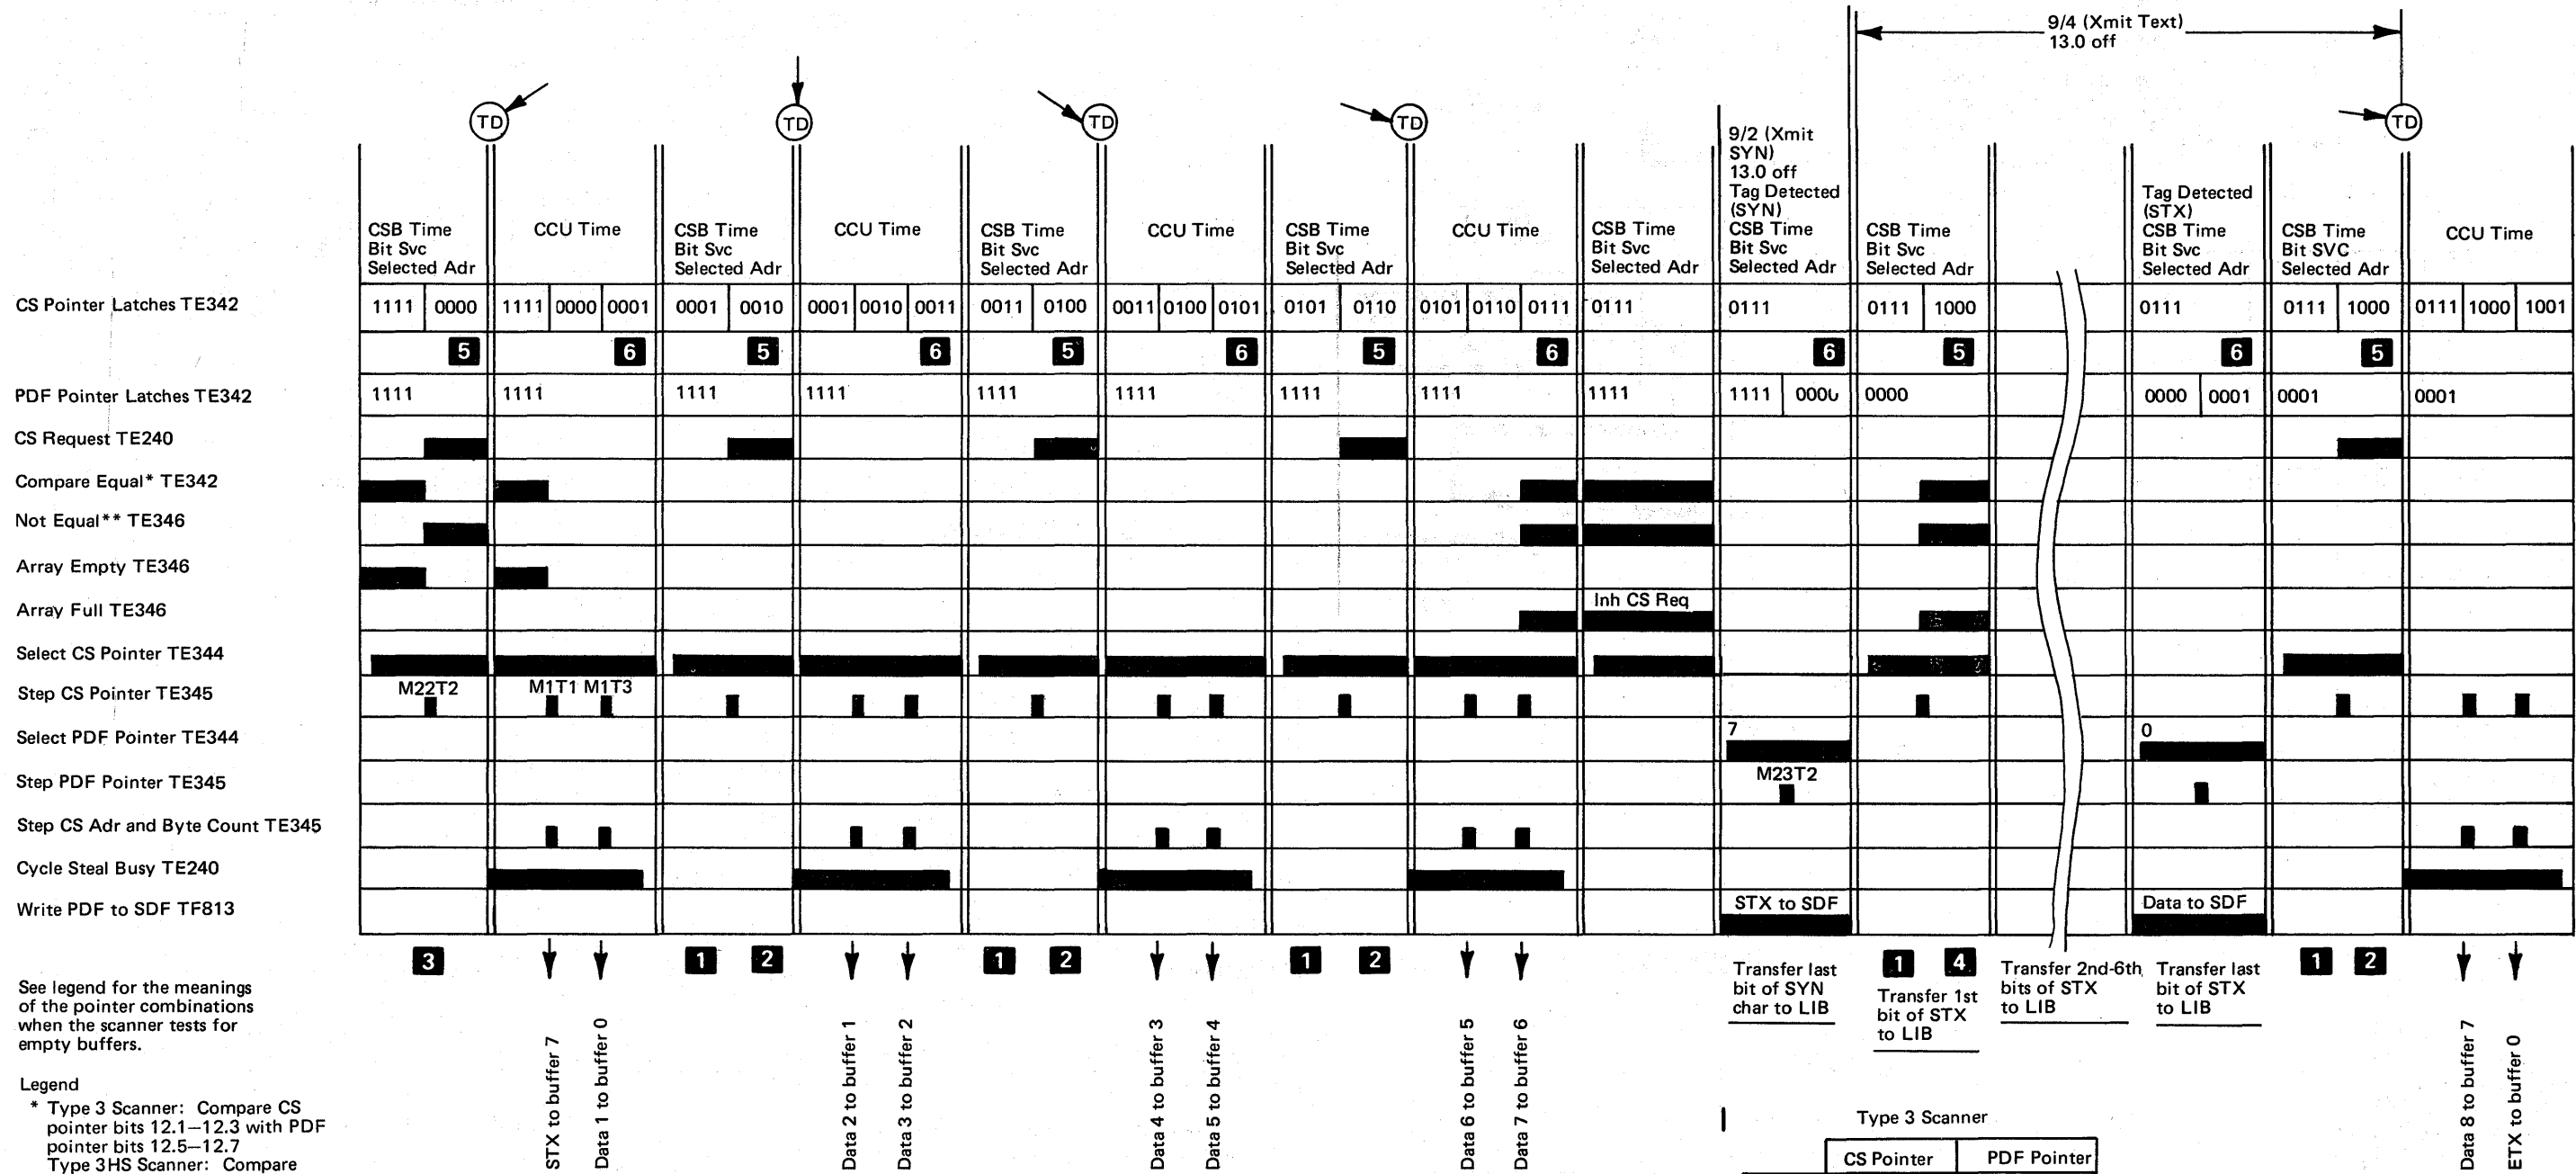 9/4 (Xmit Text)
13.0 off
TD
TD
TD
TD
TD
CSB Time
Bit Svc
Selected Adr
CCU Time
CSB Time
Bit Svc
Selected Adr
CCU Time
CSB Time
Bit Svc
Selected Adr
CCU Time
CSB Time
Bit Svc
Selected Adr
CCU Time
CSB Time
Bit Svc
Selected Adr
9/2 (Xmit
SYN)
13.0 off
Tag Detected
(SYN)
CSB Time
Bit Svc
Selected Adr
CSB Time
Bit Svc
Selected Adr
Tag Detected
(STX)
CSB Time
Bit Svc
Selected Adr
CSB Time
Bit SVC
Selected Adr
CCU Time
CS Pointer Latches TE342 1111 0000 1111 0000 0001 0001 0010 0001 0010 0011 0011 0100 0011 0100 0101 0101 0110 0101 0110 0111 0111 0111 0111 1000 0111 0111 1000 0111 1000 1001
5 6 5 6 5 6 5 6 6 5 6 5
PDF Pointer Latches TE342 1111 1111 1111 1111 1111 1111 1111 1111 1111 1111 0000 0000 0000 0001 0001 0001
CS Request TE240
Compare Equal* TE342
Not Equal** TE346
Array Empty TE346
Array Full TE346 Inh CS Req
Select CS Pointer TE344
Step CS Pointer TE345 M22T2 M1T1 M1T3
Select PDF Pointer TE344 7 0
Step PDF Pointer TE345 M23T2
Step CS Adr and Byte Count TE345
Cycle Steal Busy TE240
Write PDF to SDF TF813 STX to SDF Data to SDF
3 1 2 1 2 1 2 1 4 1 2
See legend for the meanings
of the pointer combinations
when the scanner tests for
empty buffers.
STX to buffer 7
Data 1 to buffer 0
Data 2 to buffer 1
Data 3 to buffer 2
Data 4 to buffer 3
Data 5 to buffer 4
Data 6 to buffer 5
Data 7 to buffer 6
Transfer last
bit of SYN
char to LIB
Transfer 1st
bit of STX
to LIB
Transfer 2nd-6th
bits of STX
to LIB
Transfer last
bit of STX
to LIB
Data 8 to buffer 7
ETX to buffer 0
Legend
* Type 3 Scanner: Compare CS
pointer bits 12.1—12.3 with PDF
pointer bits 12.5—12.7
Type 3HS Scanner: Compare
Type 3 Scanner
CS Pointer PDF Pointer